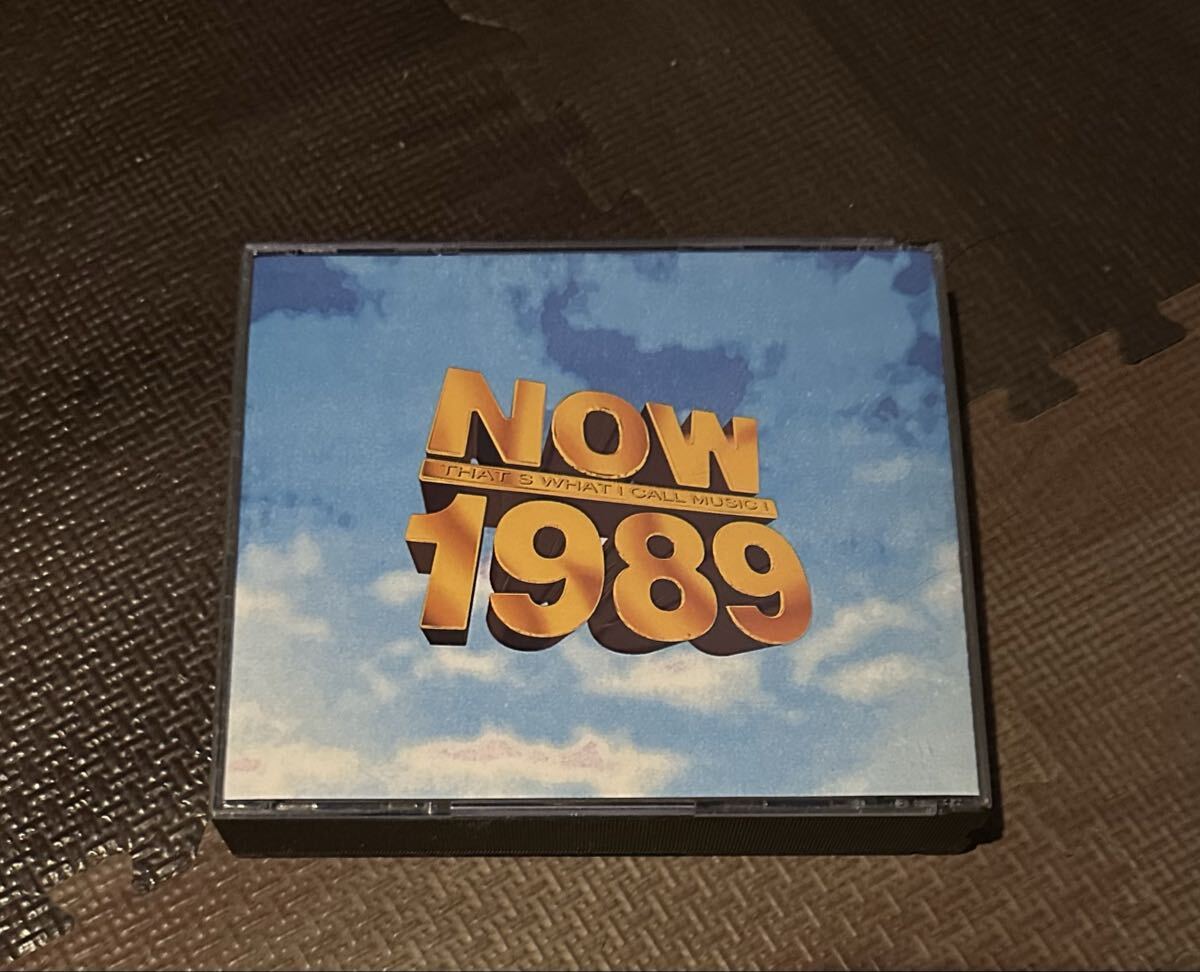 NOW
THAT S WHAT I CALL MUSIC !
1989